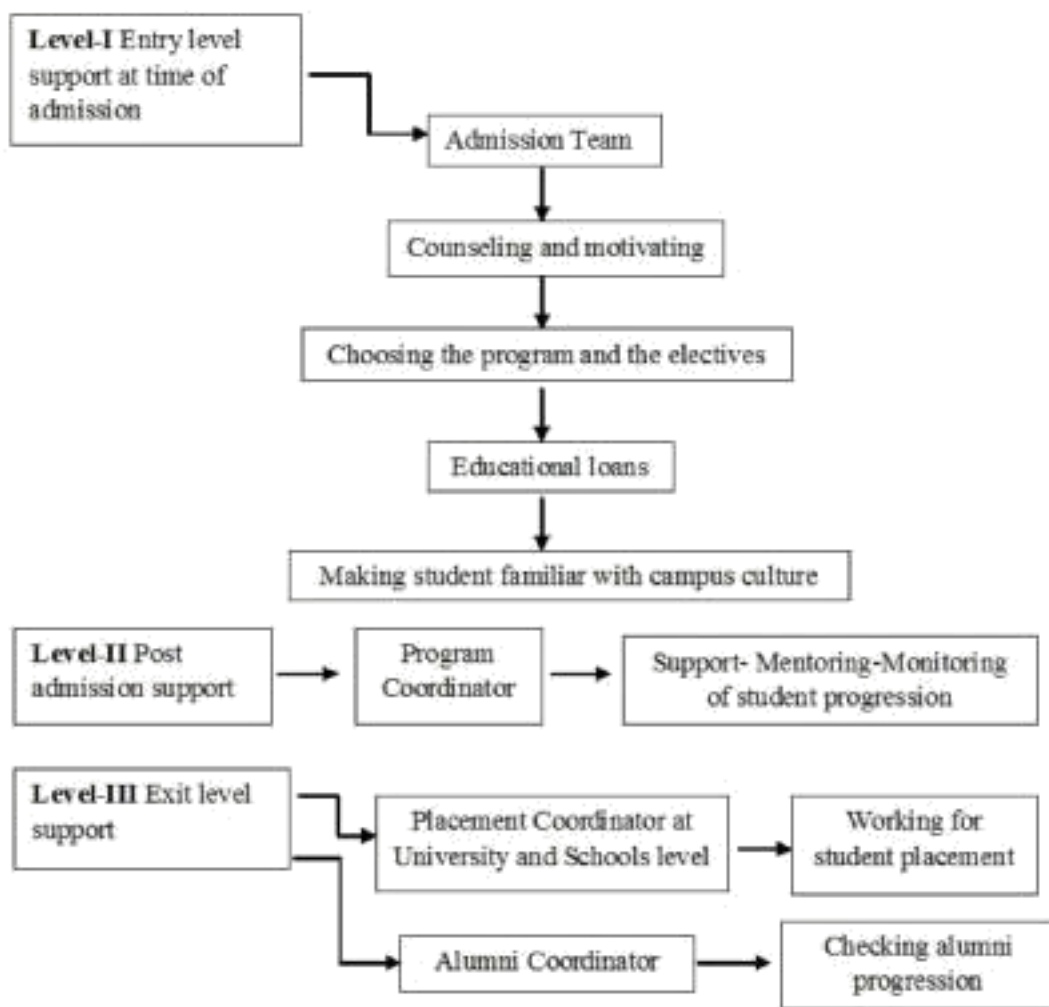 Level-I Entry level
support at time of
admission
Admission Team
Counseling and motivating
Choosing the program and the electives
Educational loans
Making student familiar with campus culture
Level-II Post
admission support
Program
Coordinator
Support- Mentoring-Monitoring
of student progression
Level-III Exit level
support
Placement Coordinator at
University and Schools level
Working for
student placement
Alumni Coordinator
Checking alumni
progression